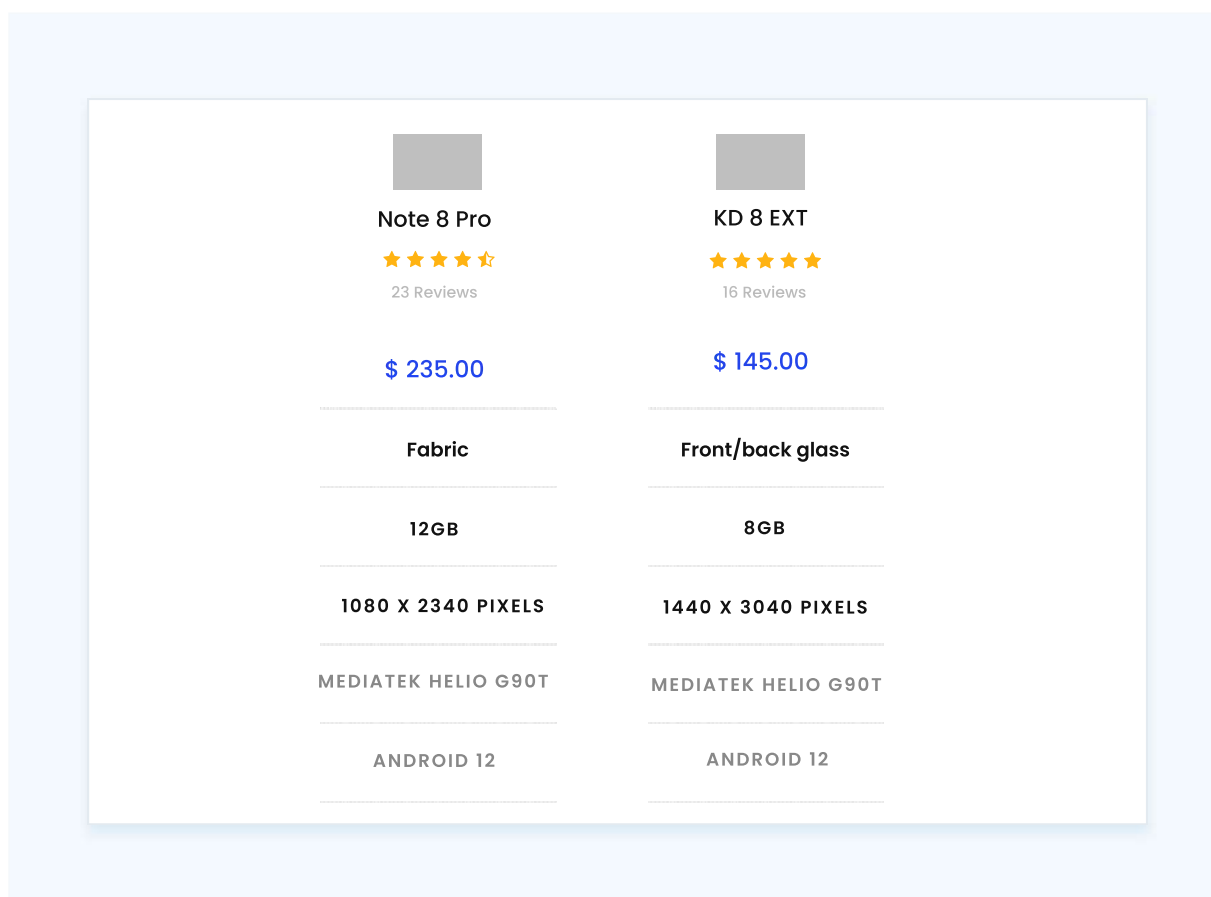 Note 8 Pro
KD 8 EXT
23 Reviews
16 Reviews
$ 235.00
$ 145.00
Fabric
Front/back glass
12GB
8GB
1080 X 2340 PIXELS
1440 X 3040 PIXELS
MEDIATEK HELIO G90T
MEDIATEK HELIO G90T
ANDROID 12
ANDROID 12